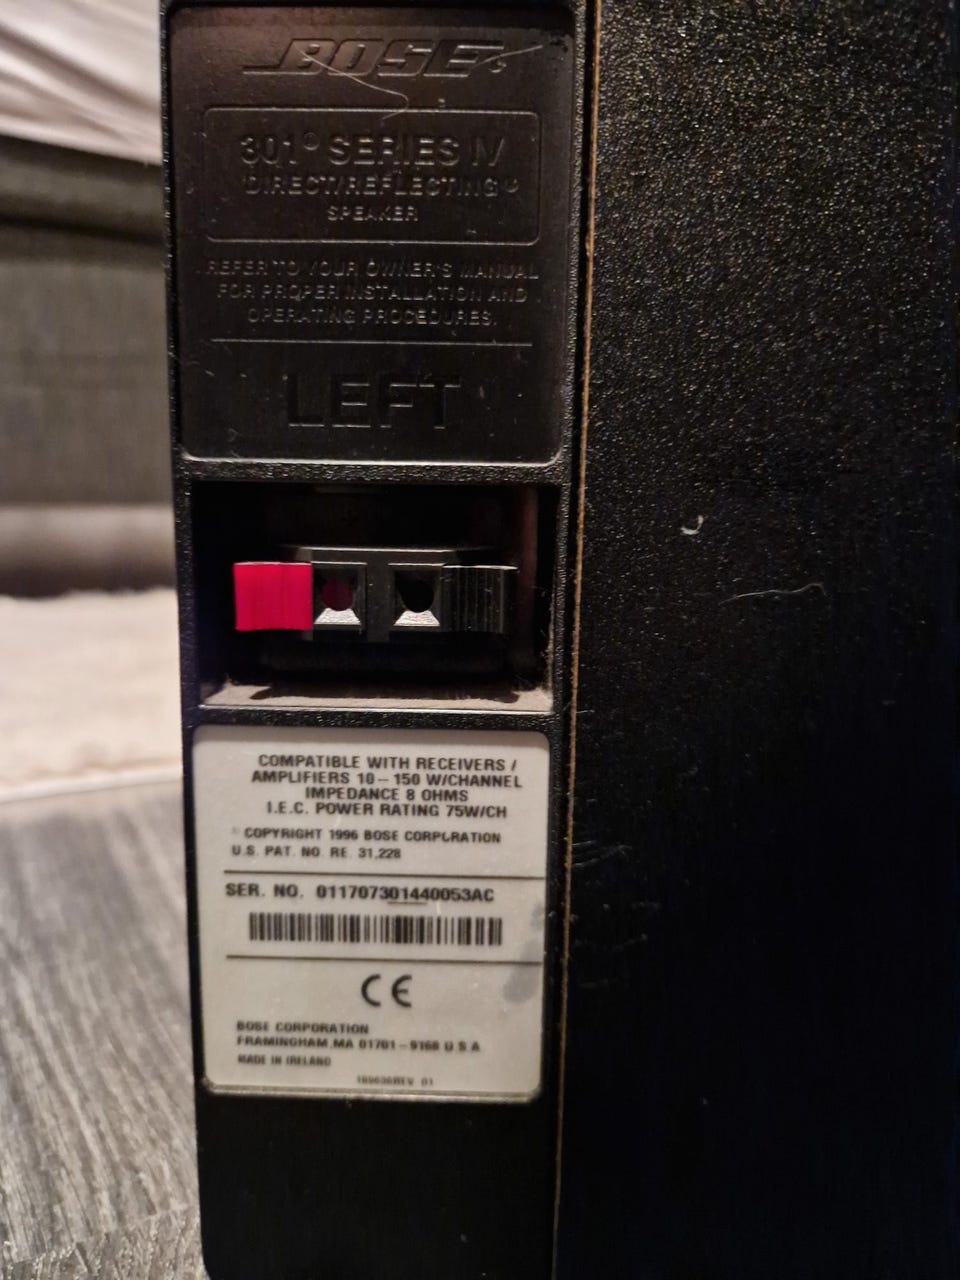 BOSE®
301® SERIES IV
DIRECT/REFLECTING®
SPEAKER
REFER TO YOUR OWNER'S MANUAL
FOR PROPER INSTALLATION AND
OPERATING PROCEDURES.
LEFT
COMPATIBLE WITH RECEIVERS /
AMPLIFIERS 10 – 150 W/CHANNEL
IMPEDANCE 8 OHMS
I.E.C. POWER RATING 75W/CH
COPYRIGHT 1996 BOSE CORPORATION
U.S. PAT. NO. RE. 31,228
SER. NO. 011707301440053AC
CE
BOSE CORPORATION
FRAMINGHAM, MA 01701 – 9168 U S A
MADE IN IRELAND
REV. 01